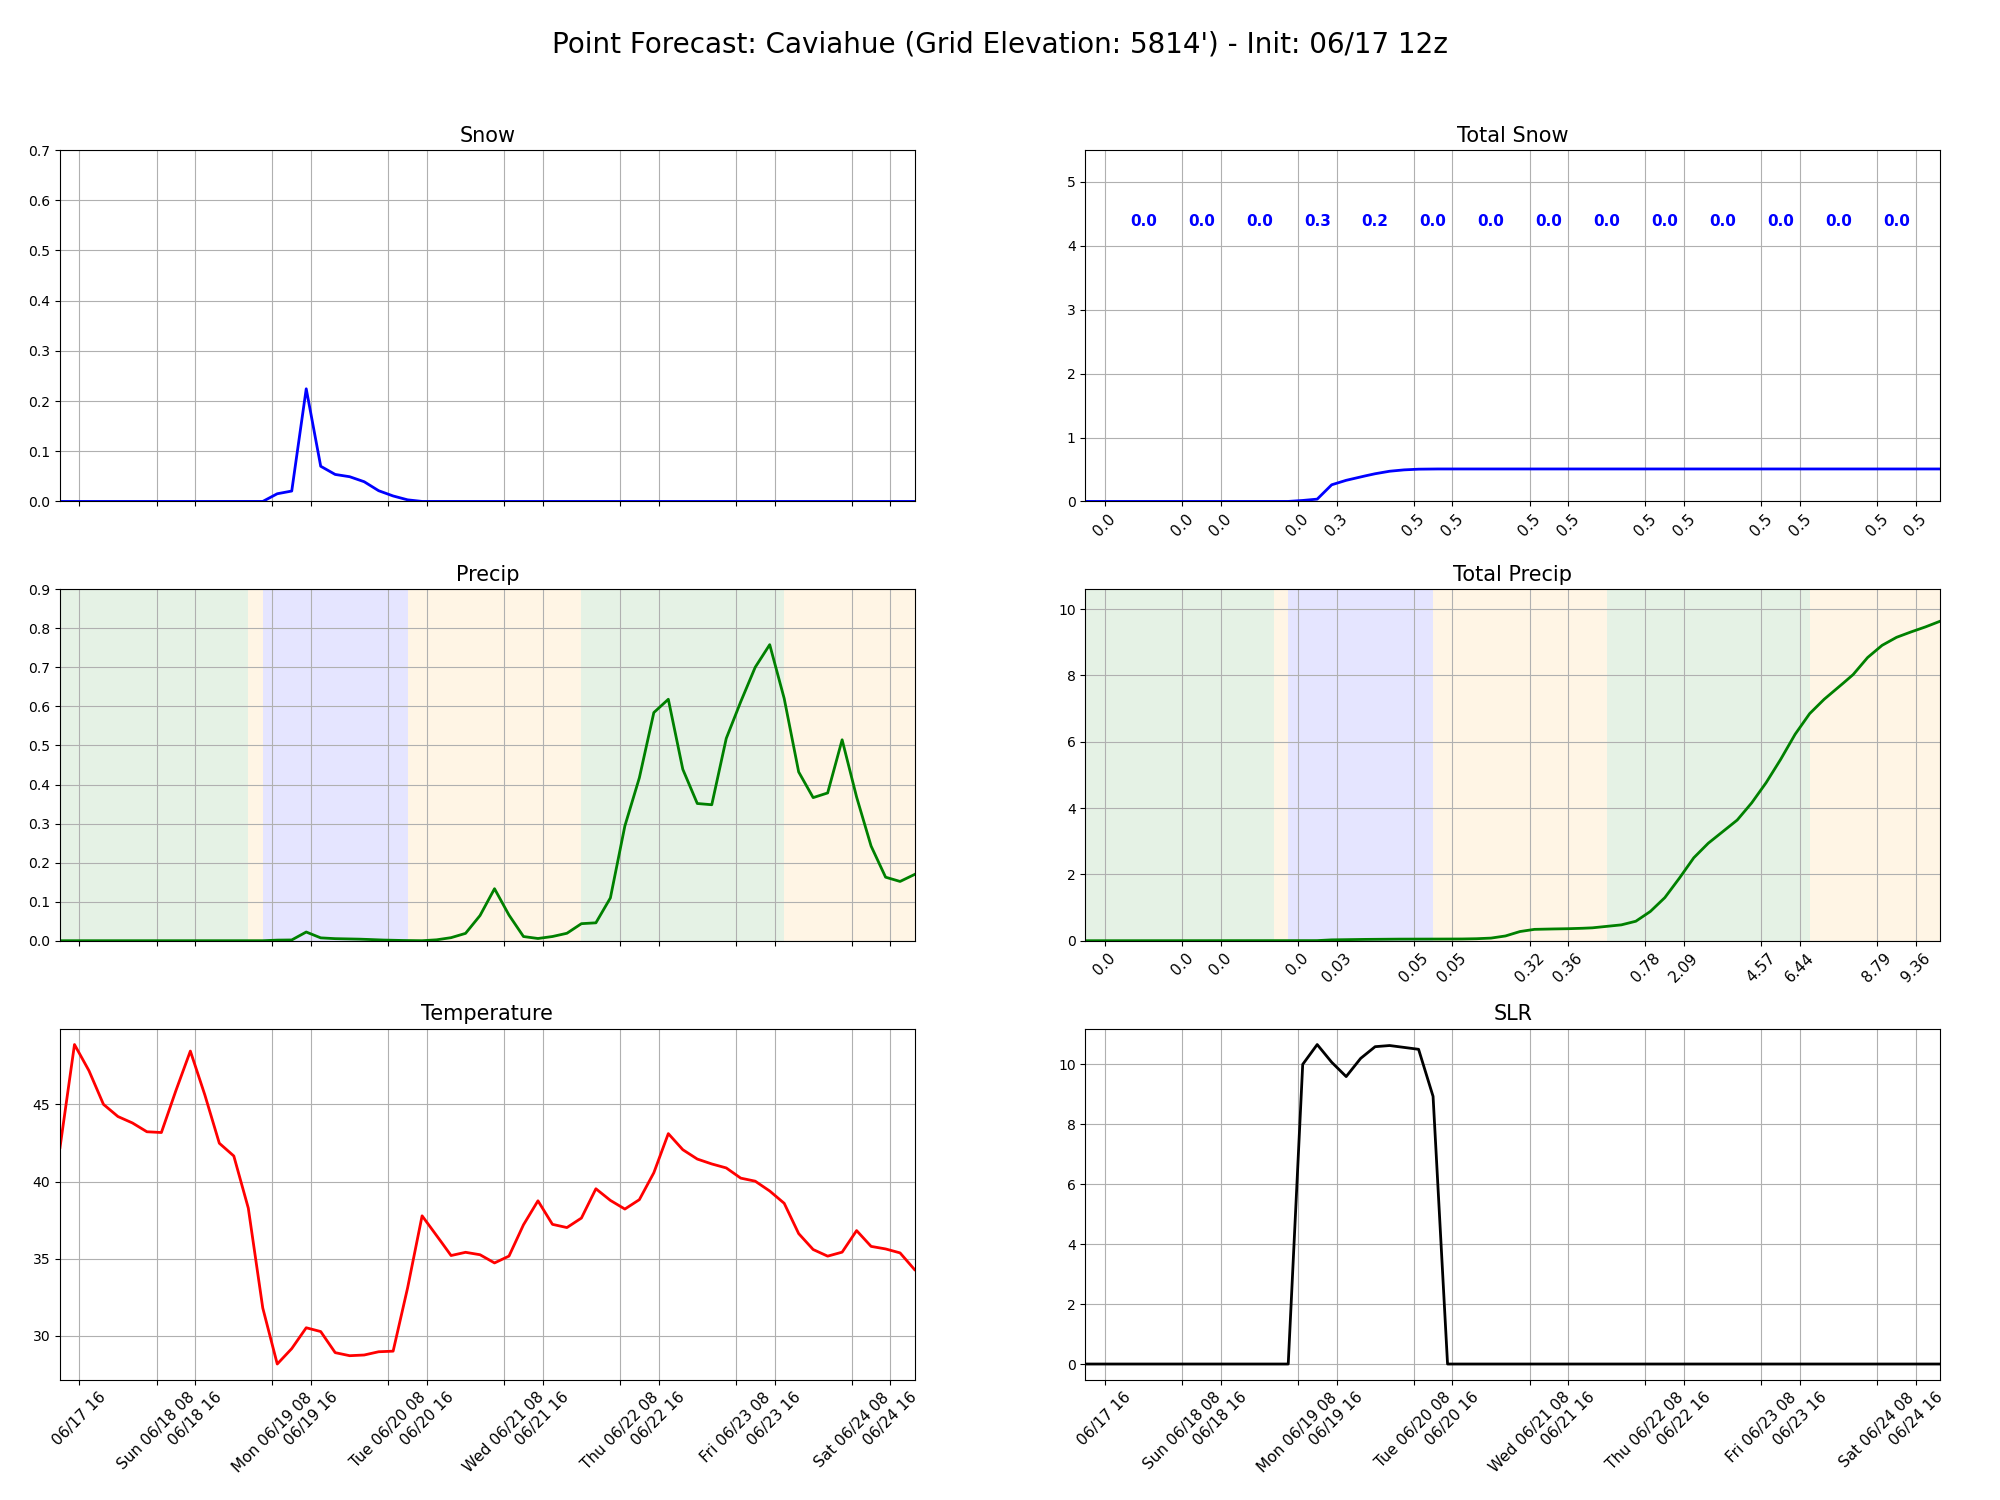 Point Forecast: Caviahue (Grid Elevation: 5814') - Init: 06/17 12z
Snow
0.7
0.6
0.5
0.4
0.3
0.2
0.1
0.0
Total Snow
5
4
3
2
1
0
0.0 0.0 0.0 0.3 0.2 0.0 0.0 0.0 0.0 0.0 0.0 0.0 0.0 0.0
0.0 0.0 0.0 0.0 0.3 0.5 0.5 0.5 0.5 0.5 0.5 0.5 0.5 0.5 0.5
Precip
0.9
0.8
0.7
0.6
0.5
0.4
0.3
0.2
0.1
0.0
Total Precip
10
8
6
4
2
0
0.0 0.0 0.0 0.0 0.03 0.05 0.05 0.32 0.36 0.78 2.09 4.57 6.44 8.79 9.36
Temperature
45
40
35
30
06/17 16
Sun 06/18 08
06/18 16
Mon 06/19 08
06/19 16
Tue 06/20 08
06/20 16
Wed 06/21 08
06/21 16
Thu 06/22 08
06/22 16
Fri 06/23 08
06/23 16
Sat 06/24 08
06/24 16
SLR
10
8
6
4
2
0
06/17 16
Sun 06/18 08
06/18 16
Mon 06/19 08
06/19 16
Tue 06/20 08
06/20 16
Wed 06/21 08
06/21 16
Thu 06/22 08
06/22 16
Fri 06/23 08
06/23 16
Sat 06/24 08
06/24 16